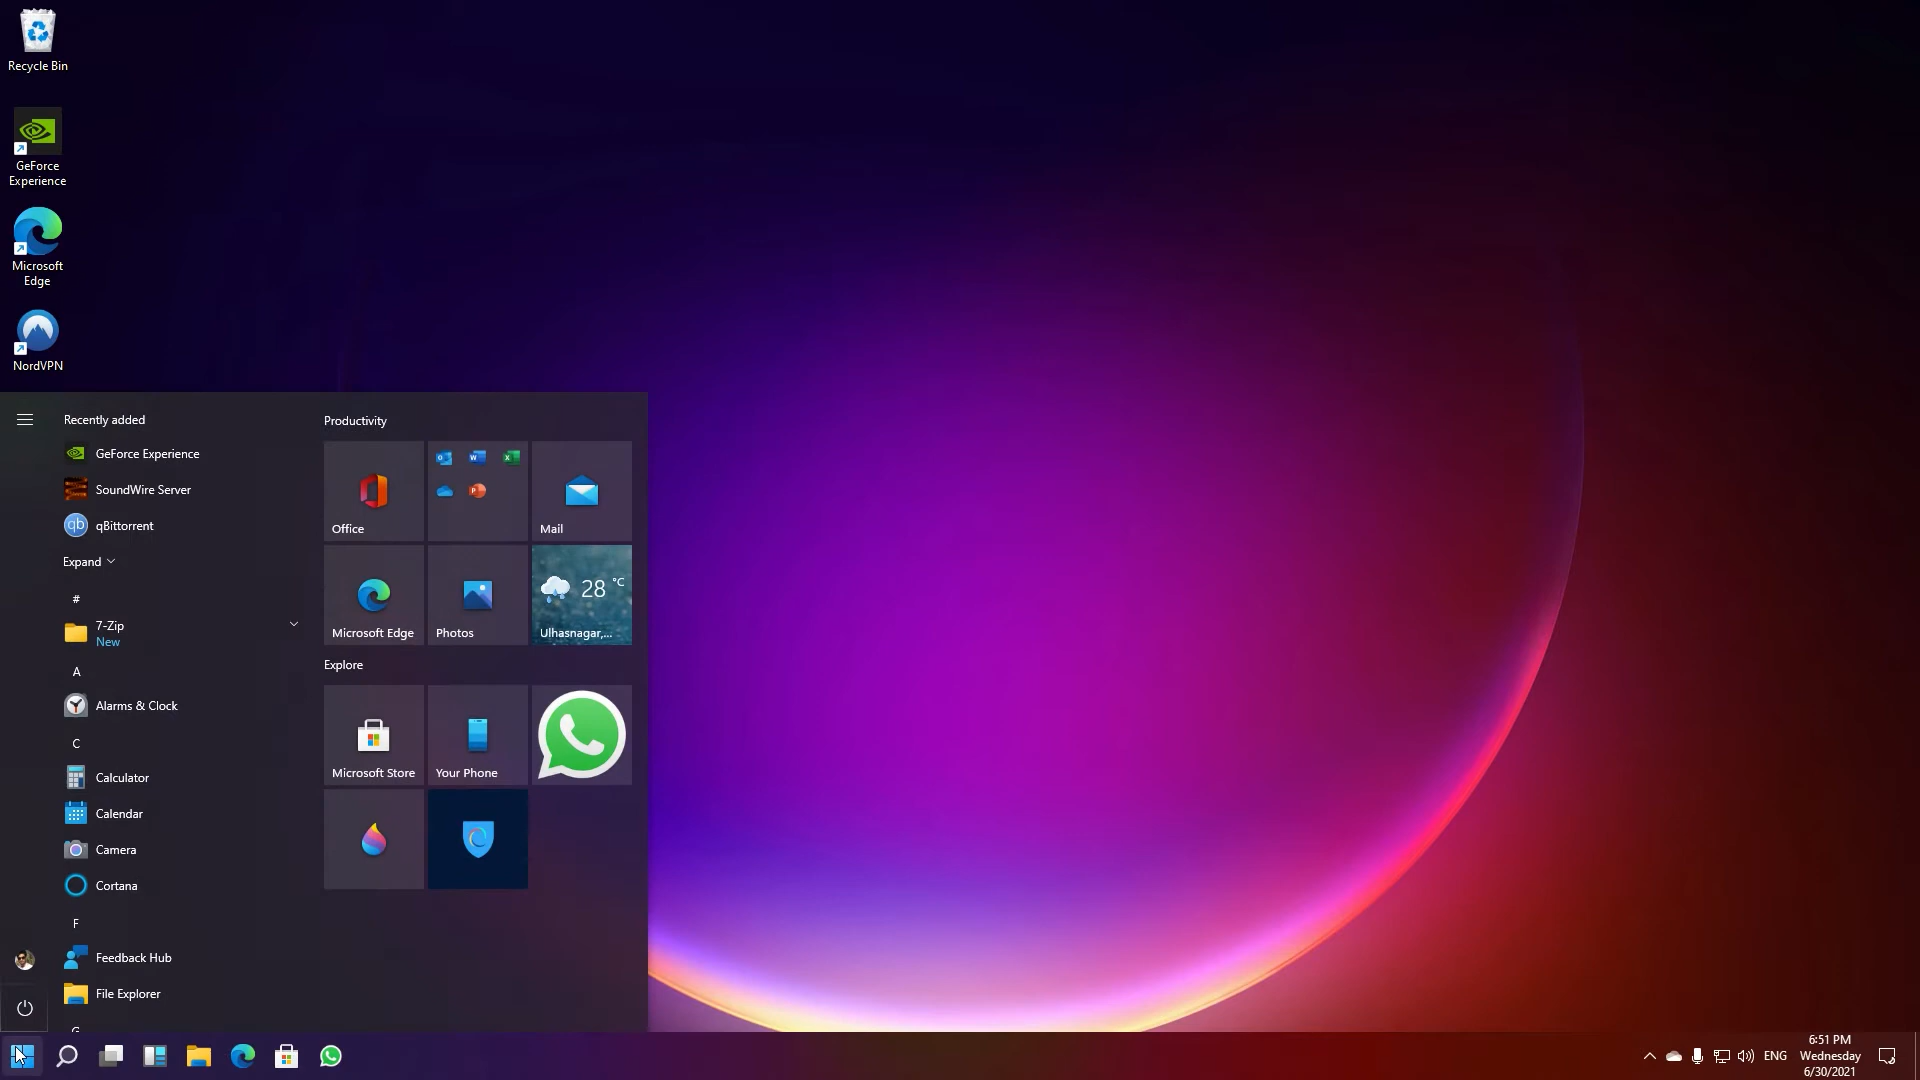 Recycle Bin
GeForce
Experience
Microsoft
Edge
NordVPN
Recently added
GeForce Experience
SoundWire Server
qb
qBittorrent
Expand
#
7-Zip
New
A
Alarms & Clock
C
Calculator
Calendar
Camera
Cortana
F
Feedback Hub
File Explorer
Productivity
Office
O
W
X
P
Mail
Microsoft Edge
Photos
28 °C
Ulhasnagar,...
Explore
Microsoft Store
Your Phone
ENG
6:51 PM
Wednesday
6/30/2021